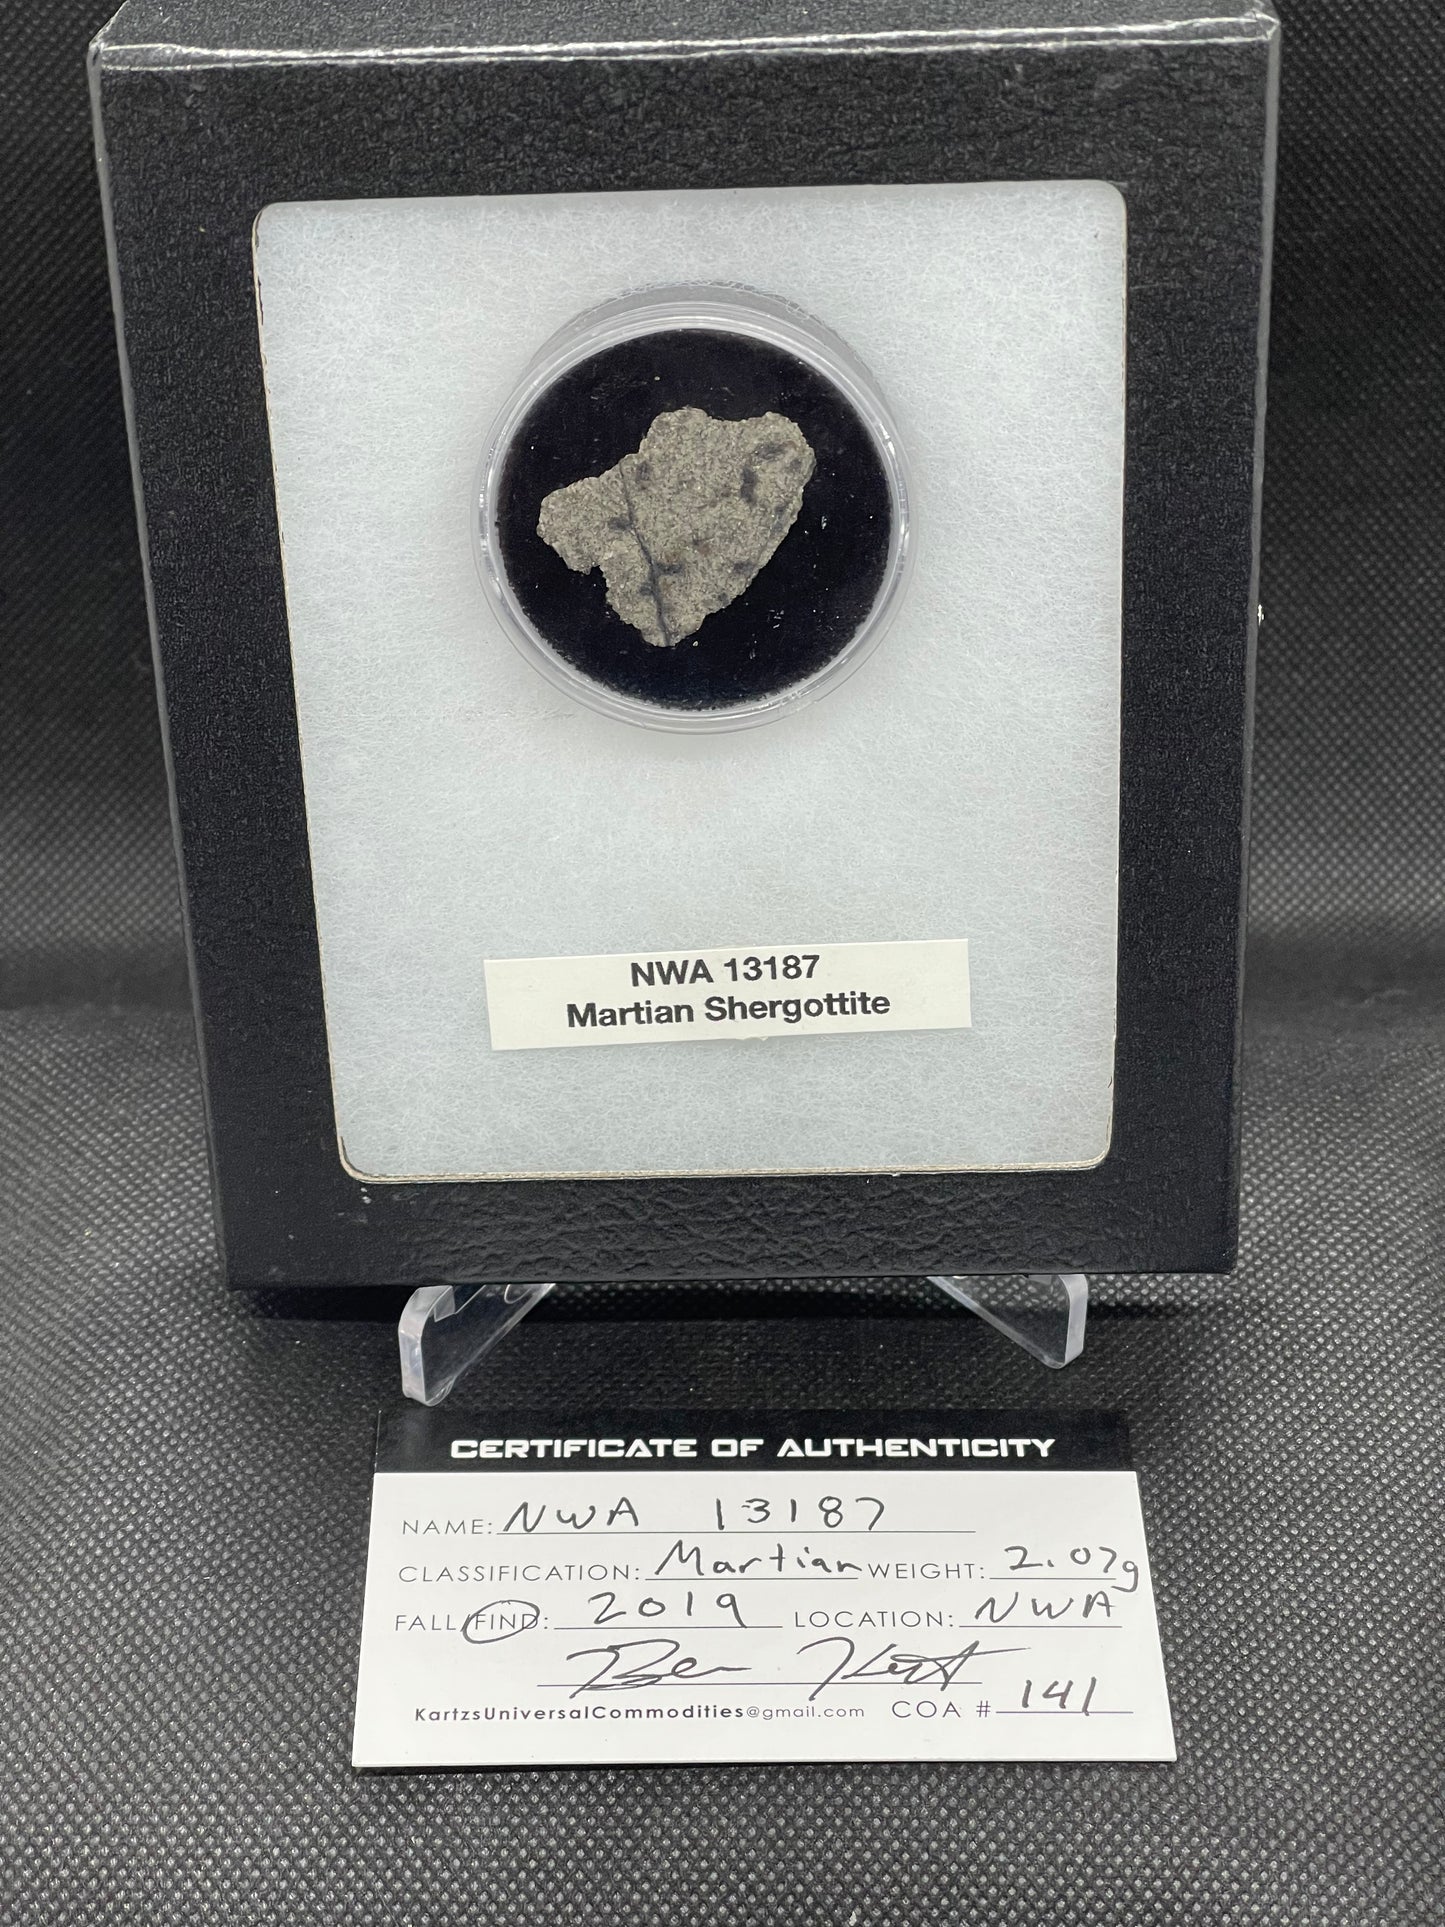 NWA 13187
Martian Shergottite
CERTIFICATE OF AUTHENTICITY
NAME: NWA 13187
CLASSIFICATION: Martian WEIGHT: 2.07g
FALL/FIND: 2019 LOCATION: NWA
KartzsUniversalCommodities@gmail.com COA # 141